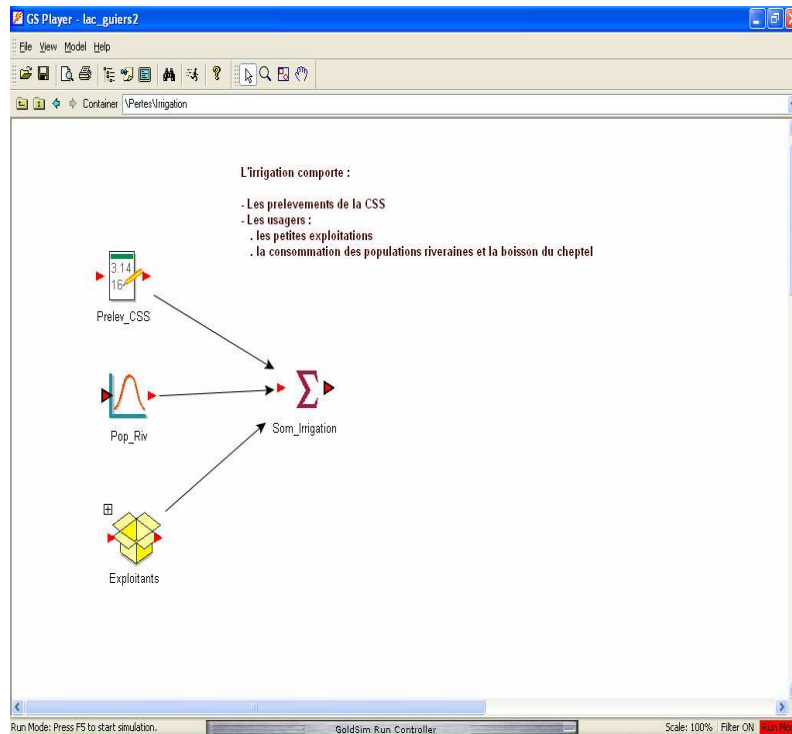 GS Player - lac_guiers2
File View Model Help
Container \Pertes\Irrigation
L'irrigation comporte :
- Les prelevements de la CSS
- Les usagers :
. les petites exploitations
. la consommation des populations riveraines et la boisson du cheptel
3.14
16
Prelev_CSS
Pop_Riv
Som_Irrigation
Exploitants
Run Mode: Press F5 to start simulation.
GoldSim Run Controller
Scale: 100% Filter ON Run Mo